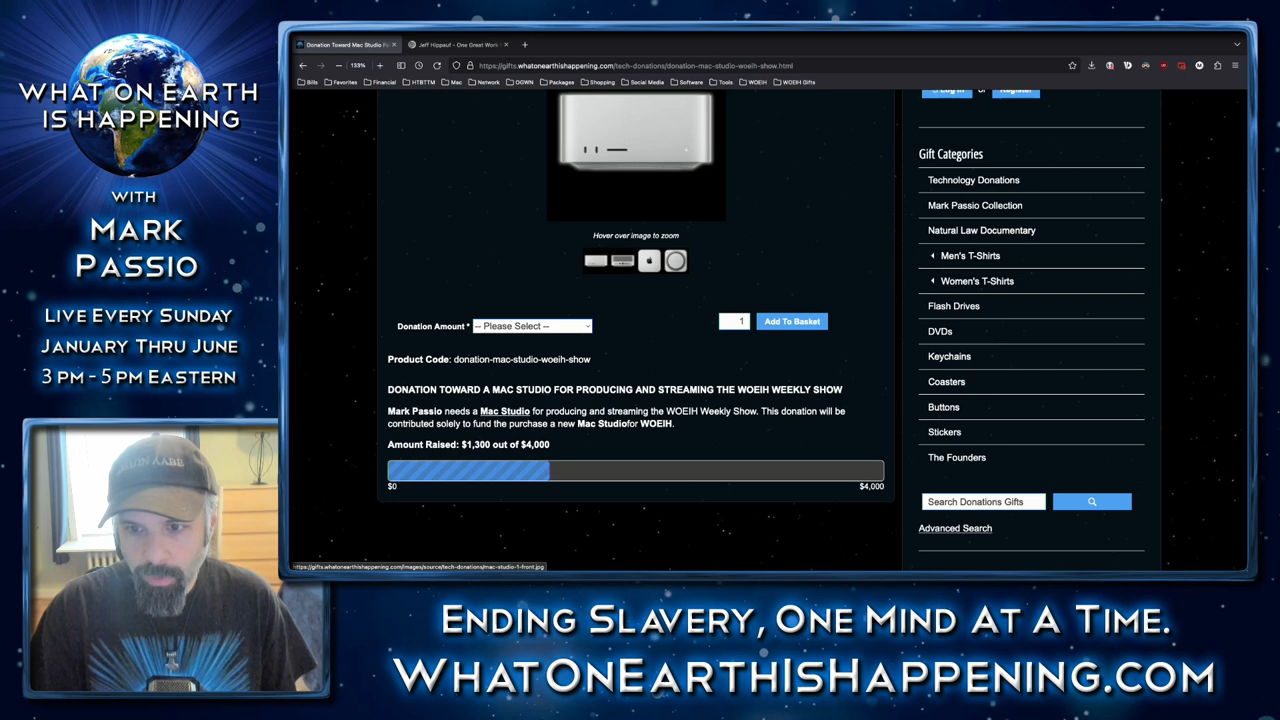 WHAT ON EARTH
IS HAPPENING
WITH
MARK
PASSIO
LIVE EVERY SUNDAY
JANUARY THRU JUNE
3 PM - 5 PM EASTERN
Donation Toward Mac Studio Fo
Jeff Hippauf - One Great Work
133%
https://gifts.whatonearthishappening.com/tech-donations/donation-mac-studio-woeih-show.html
Bills Favorites Financial HTBTTM Mac Network OGWN Packages Shopping Social Media Software Tools WOEIH WOEIH Gifts
Log In or Register
Hover over image to zoom
Donation Amount * -- Please Select -- 1 Add To Basket
Product Code: donation-mac-studio-woeih-show
DONATION TOWARD A MAC STUDIO FOR PRODUCING AND STREAMING THE WOEIH WEEKLY SHOW
Mark Passio needs a Mac Studio for producing and streaming the WOEIH Weekly Show. This donation will be
contributed solely to fund the purchase a new Mac Studiofor WOEIH.
Amount Raised: $1,300 out of $4,000
$0 $4,000
Gift Categories
Technology Donations
Mark Passio Collection
Natural Law Documentary
Men's T-Shirts
Women's T-Shirts
Flash Drives
DVDs
Keychains
Coasters
Buttons
Stickers
The Founders
Search Donations Gifts
Advanced Search
https://gifts.whatonearthishappening.com/images/source/tech-donations/mac-studio-1-front.jpg
ENDING SLAVERY, ONE MIND AT A TIME.
WHATONEARTHISHAPPENING.COM